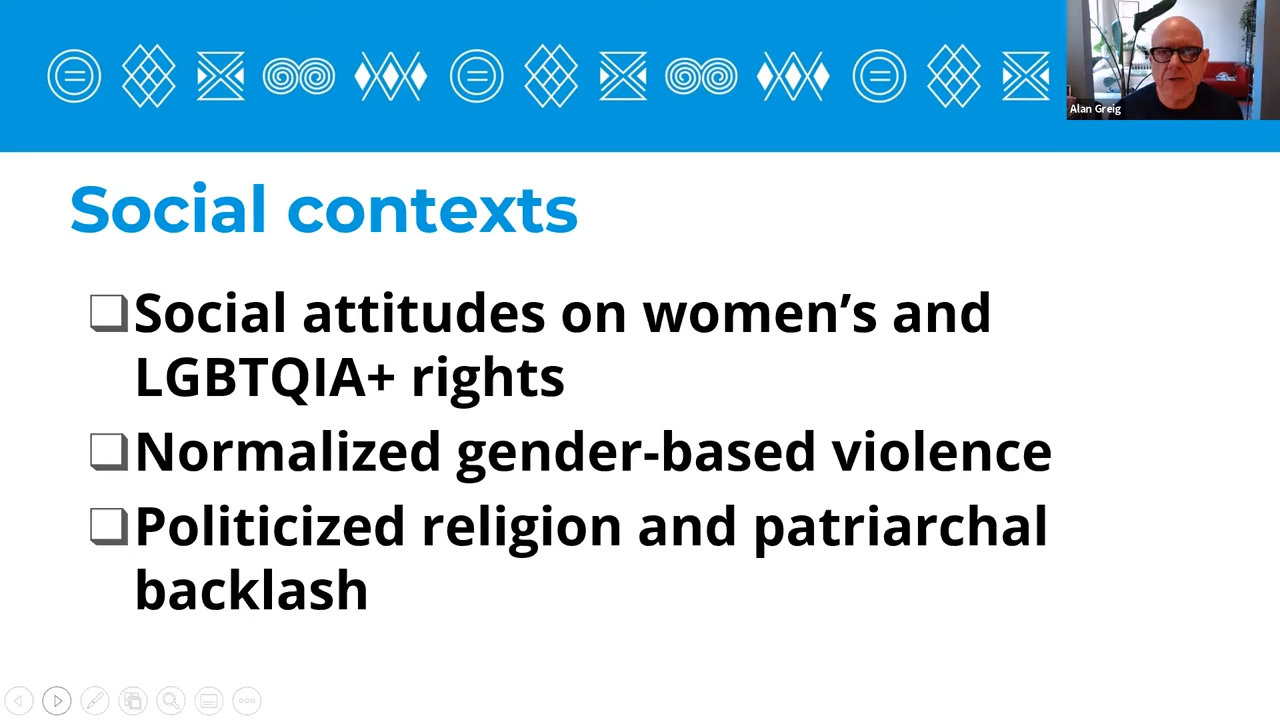 Alan Greig
Social contexts
❑Social attitudes on women’s and
LGBTQIA+ rights
❑Normalized gender-based violence
❑Politicized religion and patriarchal
backlash